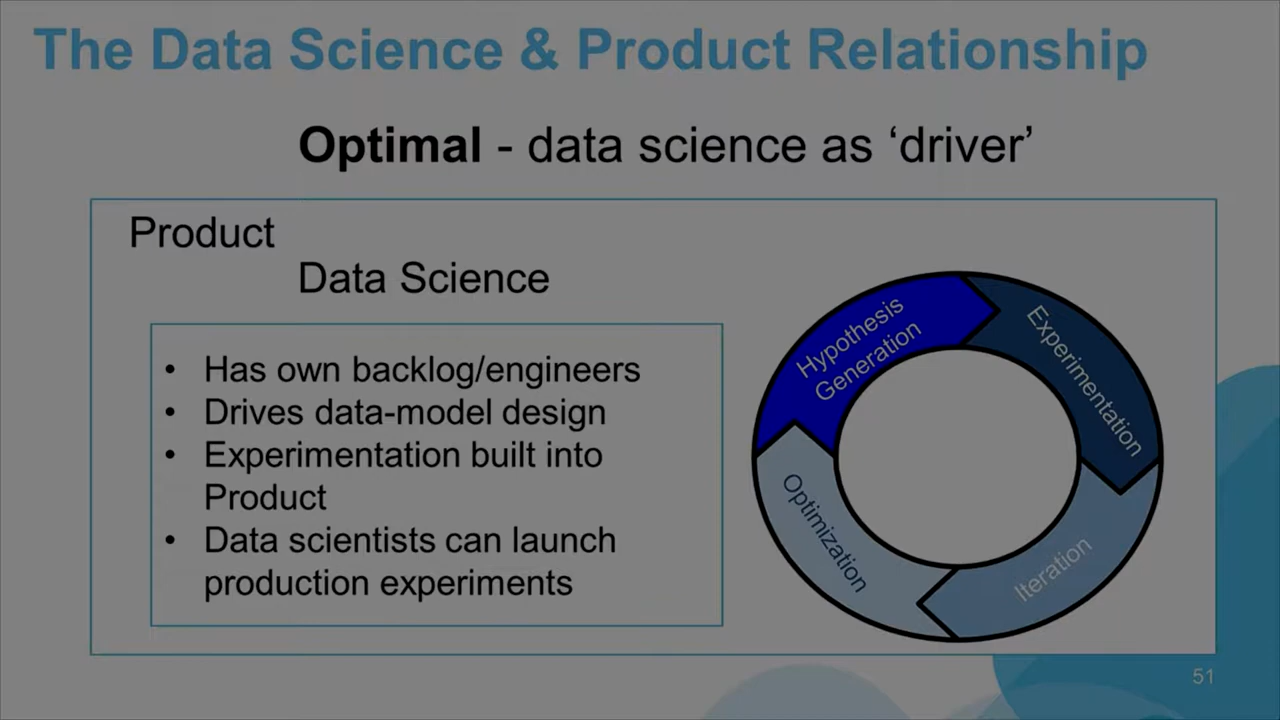 The Data Science & Product Relationship
Optimal - data science as ‘driver’
Product
Data Science
• Has own backlog/engineers
• Drives data-model design
• Experimentation built into
Product
• Data scientists can launch
production experiments
Hypothesis
Generation
Experimentation
Iteration
Optimization
51